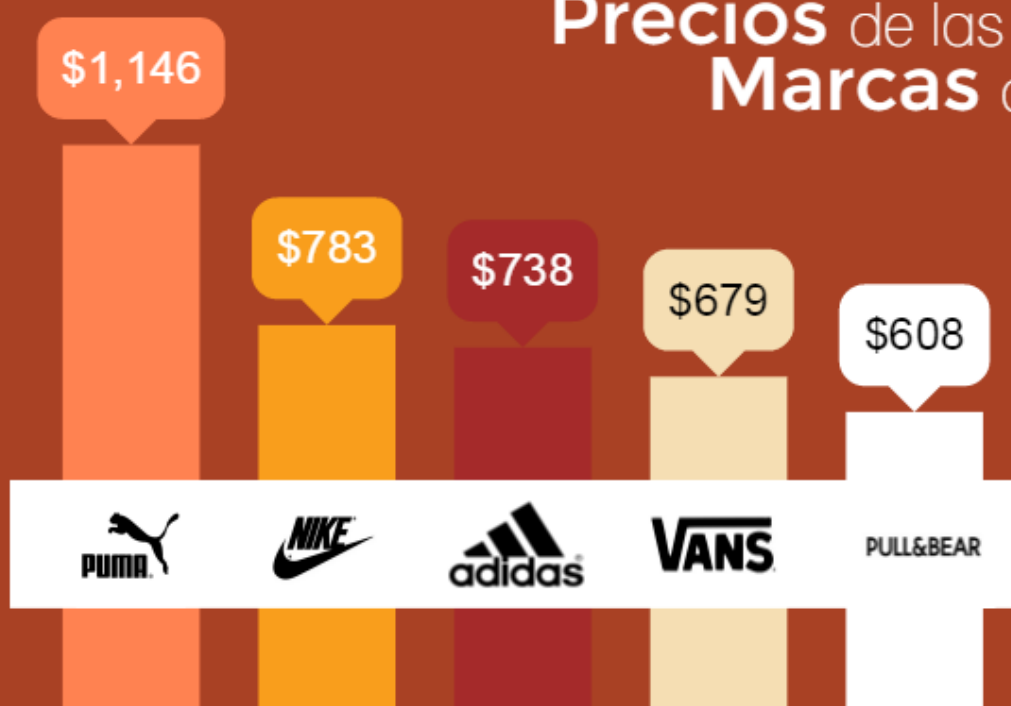 Precios de las
Marcas
$1,146
$783
$738
$679
$608
PUMA
NIKE
adidas
VANS
PULL&BEAR